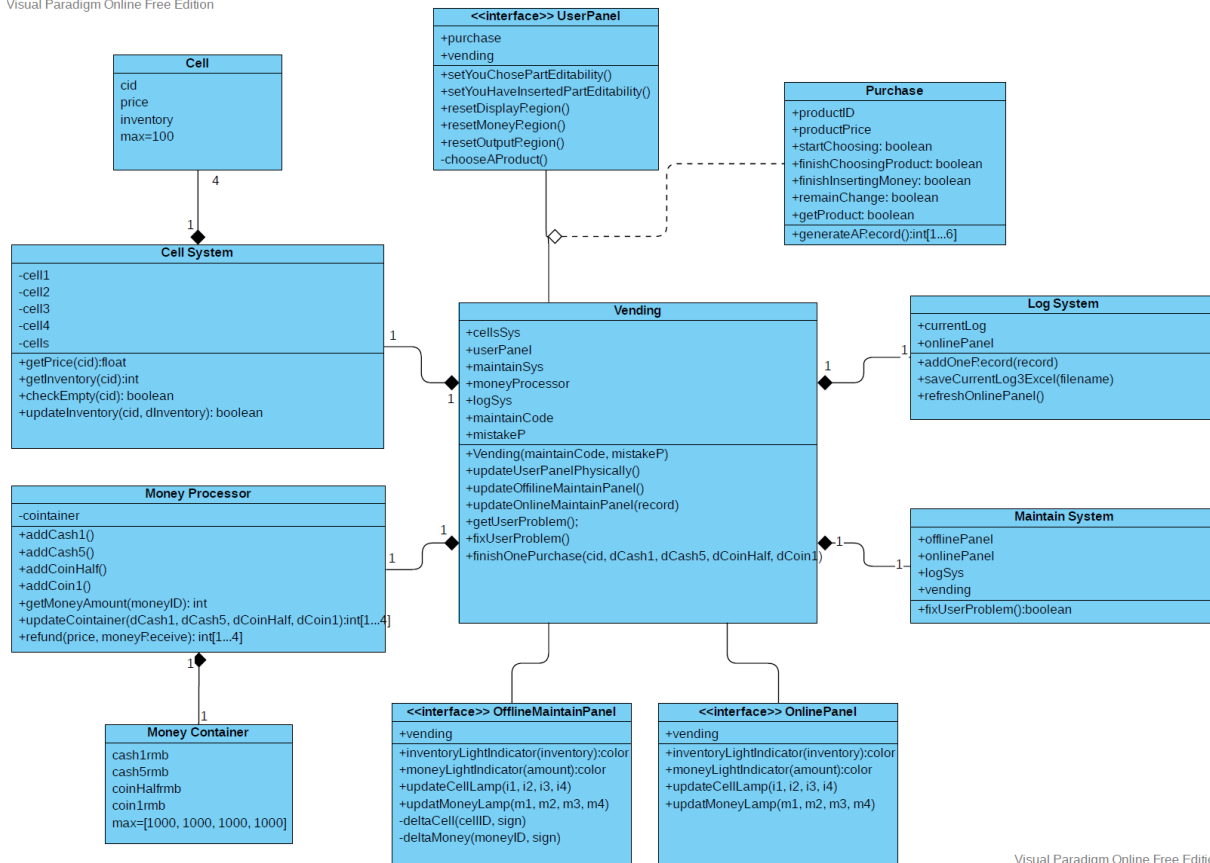 Visual Paradigm Online Free Edition
<<interface>> UserPanel
+purchase
+vending
+setYouChosePartEditability()
+setYouHaveInsertedPartEditability()
+resetDisplayRegion()
+resetMoneyRegion()
+resetOutputRegion()
-chooseAProduct()
Cell
cid
price
inventory
max=100
Purchase
+productID
+productPrice
+startChoosing: boolean
+finishChoosingProduct: boolean
+finishInsertingMoney: boolean
+remainChange: boolean
+getProduct: boolean
+generateARecord():int[1...6]
4
1
Cell System
-cell1
-cell2
-cell3
-cell4
-cells
+getPrice(cid):float
+getInventory(cid):int
+checkEmpty(cid): boolean
+updateInventory(cid, dInventory): boolean
1
1
Vending
+cellsSys
+userPanel
+maintainSys
+moneyProcessor
+logSys
+maintainCode
+mistakeP
+Vending(maintainCode, mistakeP)
+updateUserPanelPhysically()
+updateOffilineMaintainPanel()
+updateOnlineMaintainPanel(record)
+getUserProblem();
+fixUserProblem()
+finishOnePurchase(cid, dCash1, dCash5, dCoinHalf, dCoin1)
1
1
Log System
+currentLog
+onlinePanel
+addOneRecord(record)
+saveCurrentLog3Excel(filename)
+refreshOnlinePanel()
Money Processor
-cointainer
+addCash1()
+addCash5()
+addCoinHalf()
+addCoin1()
+getMoneyAmount(moneyID): int
+updateCointainer(dCash1, dCash5, dCoinHalf, dCoin1):int[1...4]
+refund(price, moneyReceive): int[1...4]
1
1
1
1
Maintain System
+offlinePanel
+onlinePanel
+logSys
+vending
+fixUserProblem():boolean
1
1
Money Container
cash1rmb
cash5rmb
coinHalfrmb
coin1rmb
max=[1000, 1000, 1000, 1000]
<<interface>> OfflineMaintainPanel
+vending
+inventoryLightIndicator(inventory):color
+moneyLightIndicator(amount):color
+updateCellLamp(i1, i2, i3, i4)
+updatMoneyLamp(m1, m2, m3, m4)
-deltaCell(cellID, sign)
-deltaMoney(moneyID, sign)
<<interface>> OnlinePanel
+vending
+inventoryLightIndicator(inventory):color
+moneyLightIndicator(amount):color
+updateCellLamp(i1, i2, i3, i4)
+updatMoneyLamp(m1, m2, m3, m4)
Visual Paradigm Online Free Editi